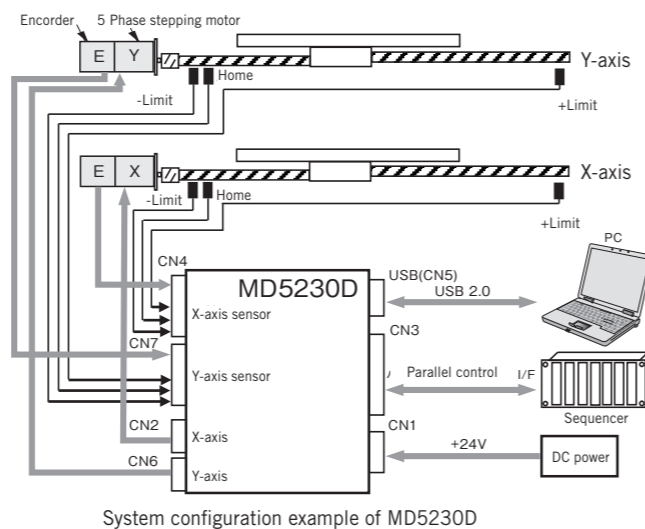 Encorder
5 Phase stepping motor
E
Y
Y-axis
Home
-Limit
+Limit
E
X
X-axis
Home
-Limit
+Limit
PC
CN4
MD5230D
USB(CN5)
USB 2.0
X-axis sensor
CN3
CN7
Parallel control
I/F
Y-axis sensor
Sequencer
CN2
CN1
X-axis
+24V
DC power
CN6
Y-axis
System configuration example of MD5230D